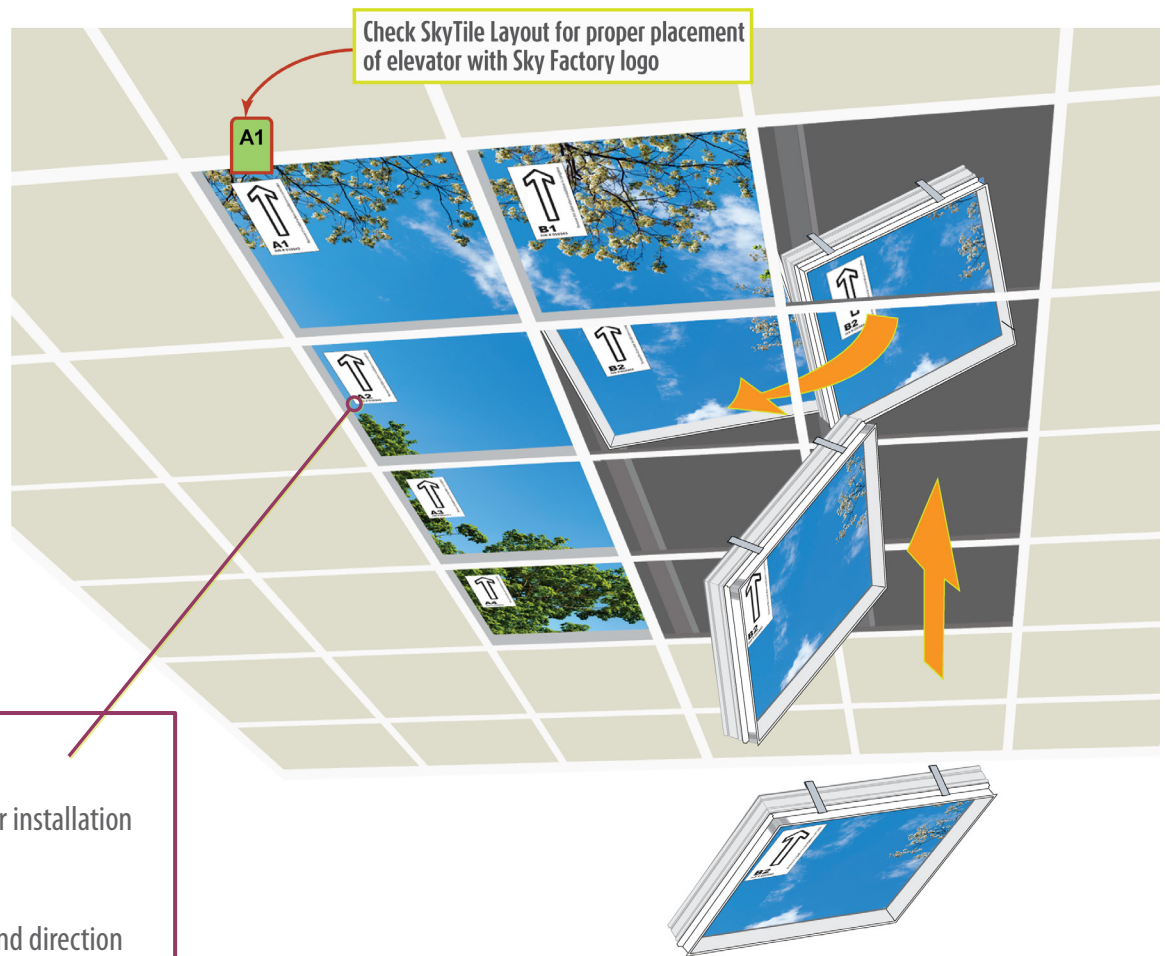 Check SkyTile Layout for proper placement
of elevator with Sky Factory logo
A1
A1
B1
B2
B2
A2
A3
A4
B2
B2
r installation
nd direction